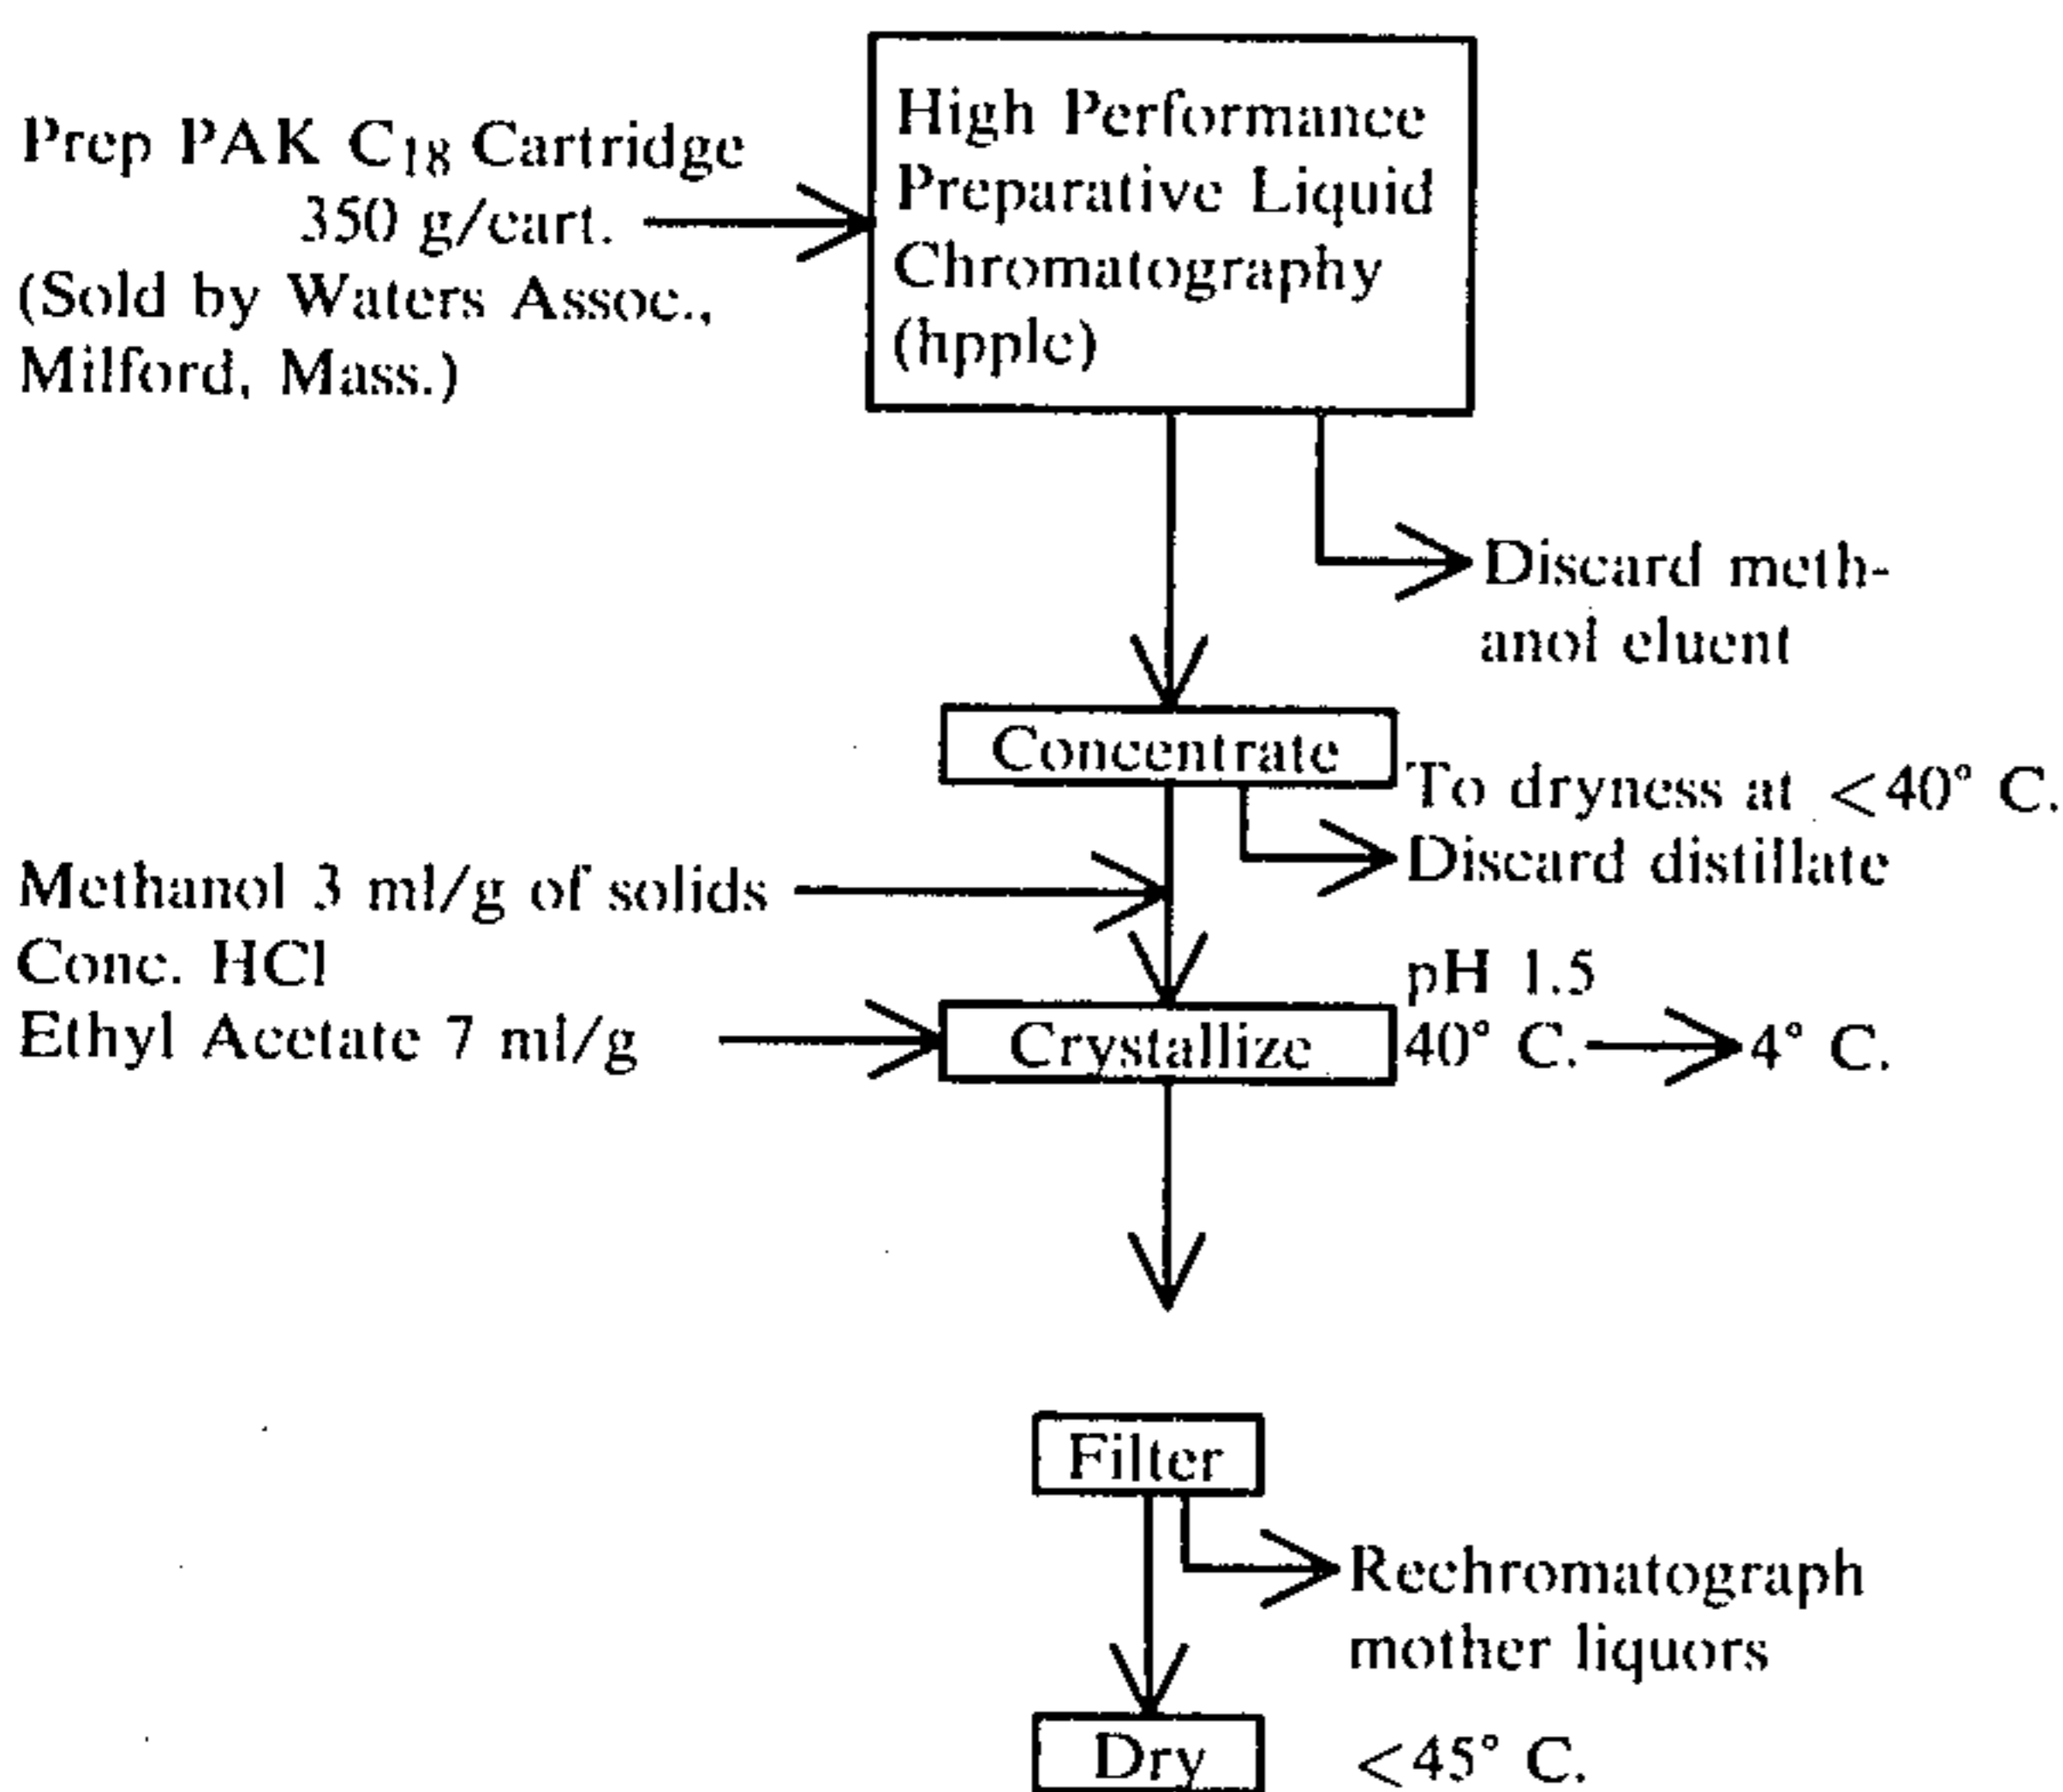 Prep PAK C18 Cartridge
350 g/cart.
(Sold by Waters Assoc.,
Milford, Mass.)
High Performance
Preparative Liquid
Chromatography
(hpplc)
Discard meth-
anol eluent
Concentrate
To dryness at <40° C.
Discard distillate
Methanol 3 ml/g of solids
Conc. HCl
Ethyl Acetate 7 ml/g
Crystallize
pH 1.5
40° C. → 4° C.
Filter
Rechromatograph
mother liquors
Dry
<45° C.